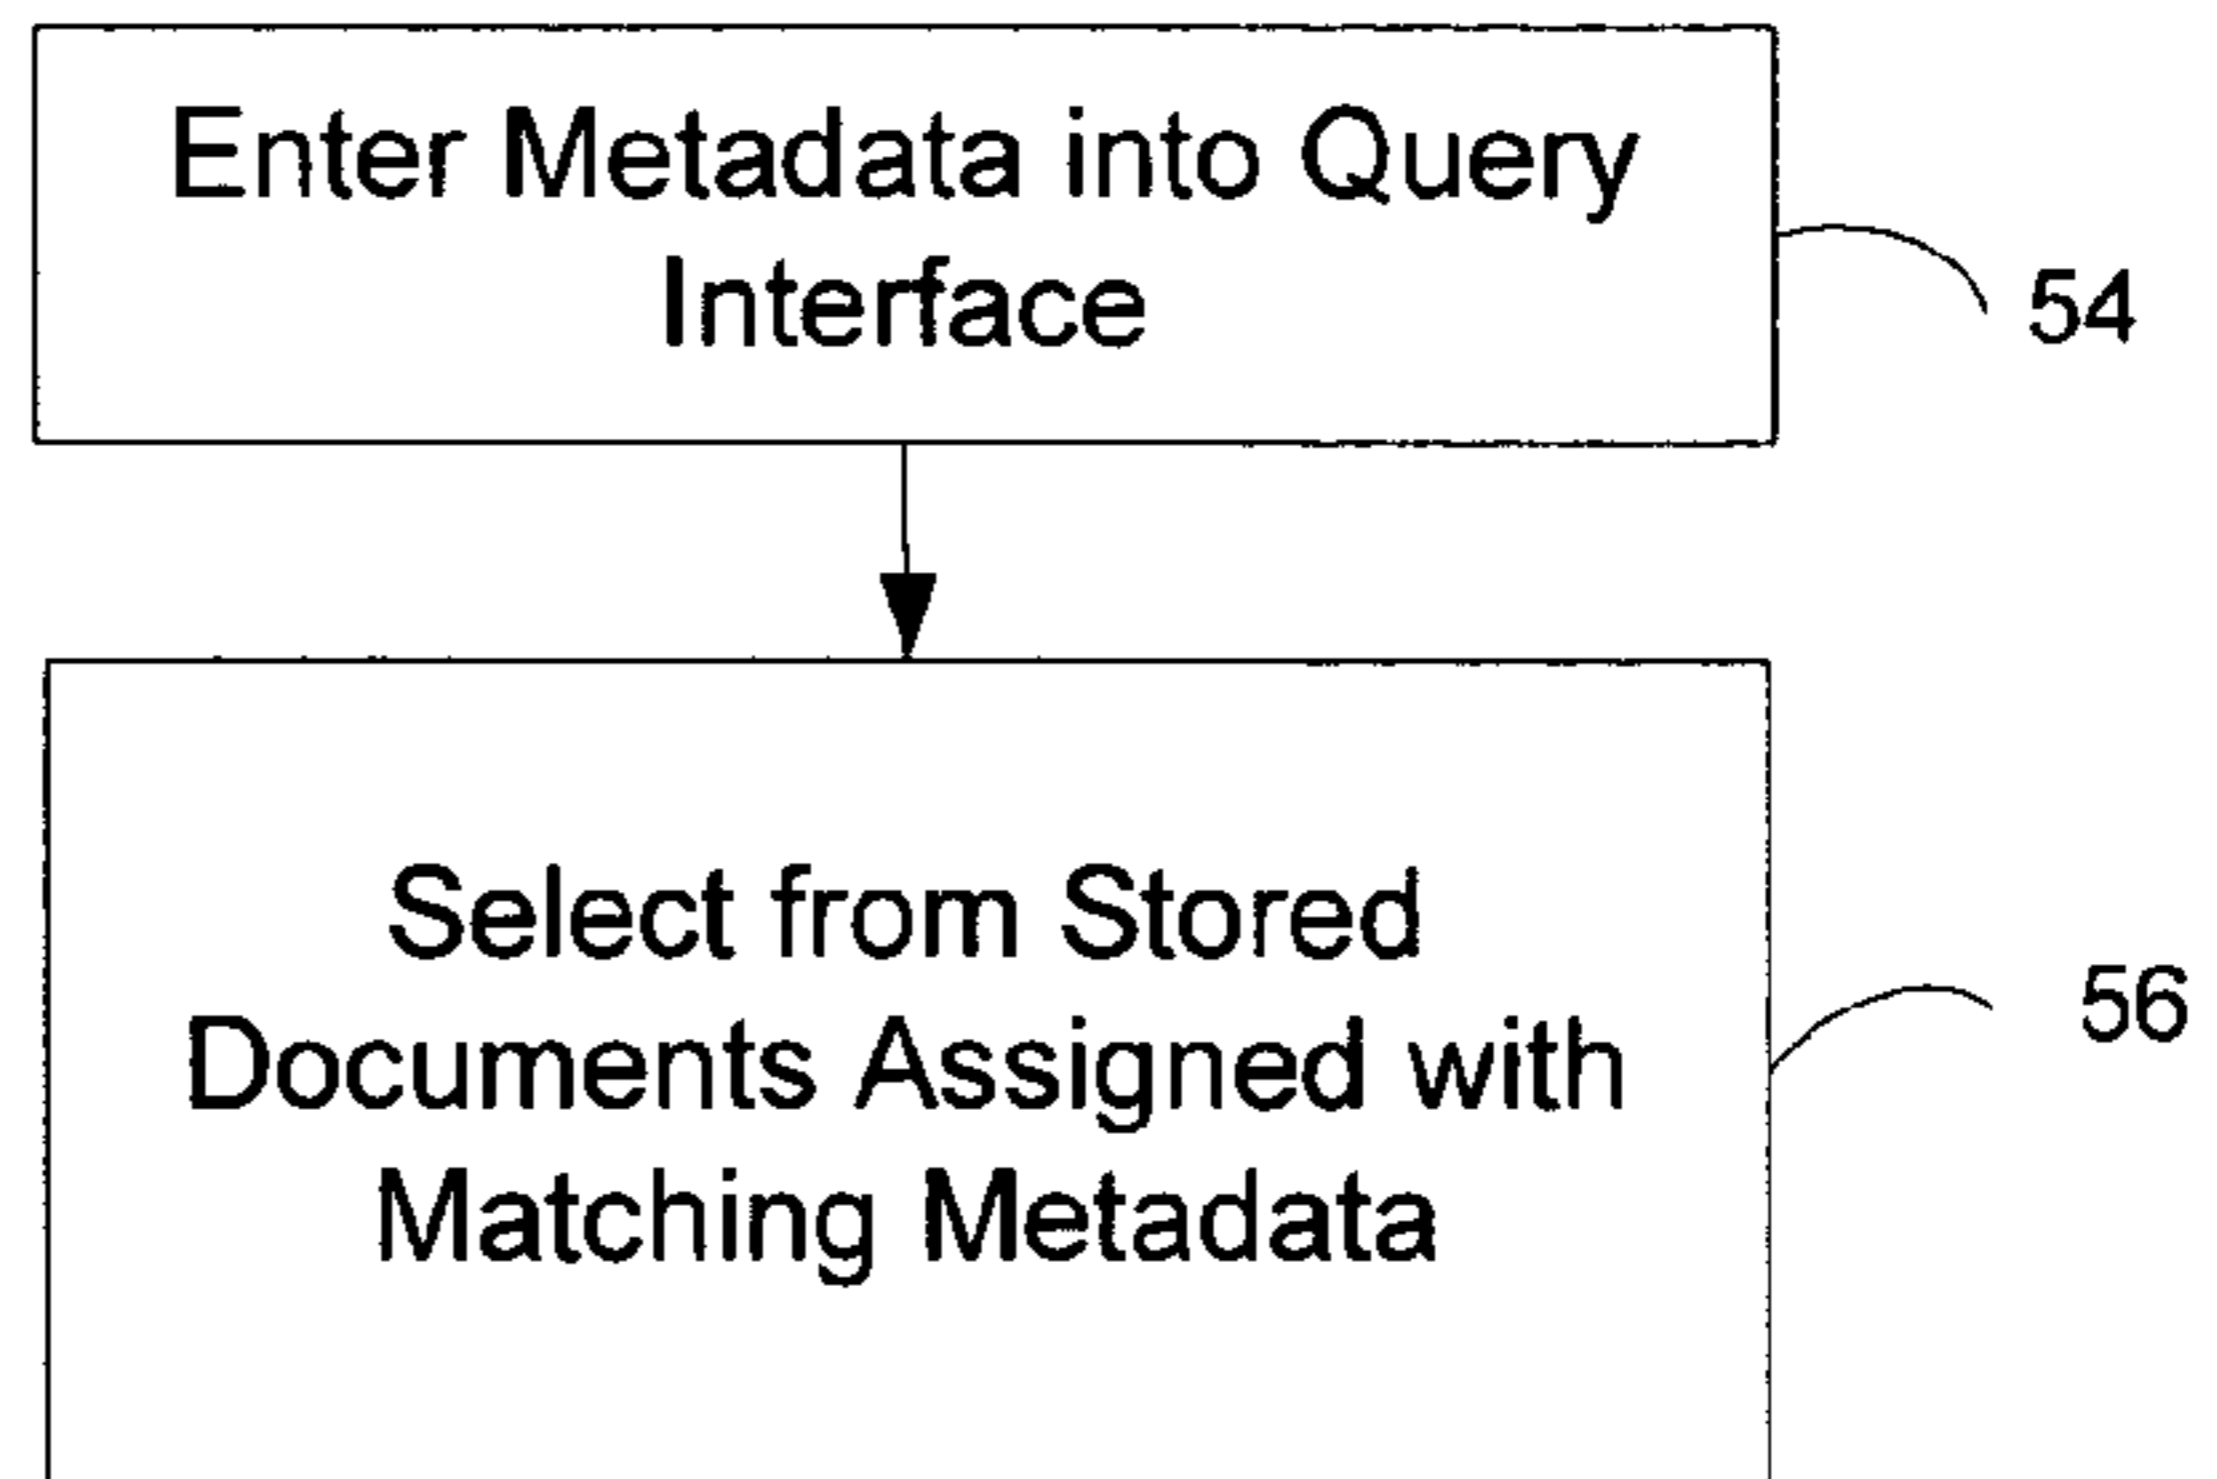 Enter Metadata into Query
Interface
54
Select from Stored
Documents Assigned with
Matching Metadata
56